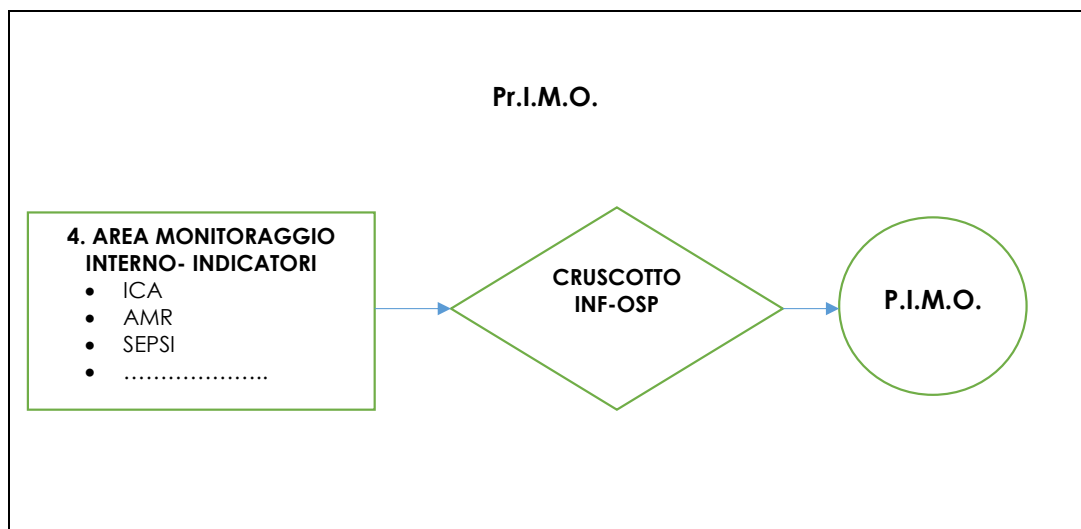 Pr.I.M.O.
4. AREA MONITORAGGIO
INTERNO- INDICATORI
• ICA
• AMR
• SEPSI
• ………………..
CRUSCOTTO
INF-OSP
P.I.M.O.